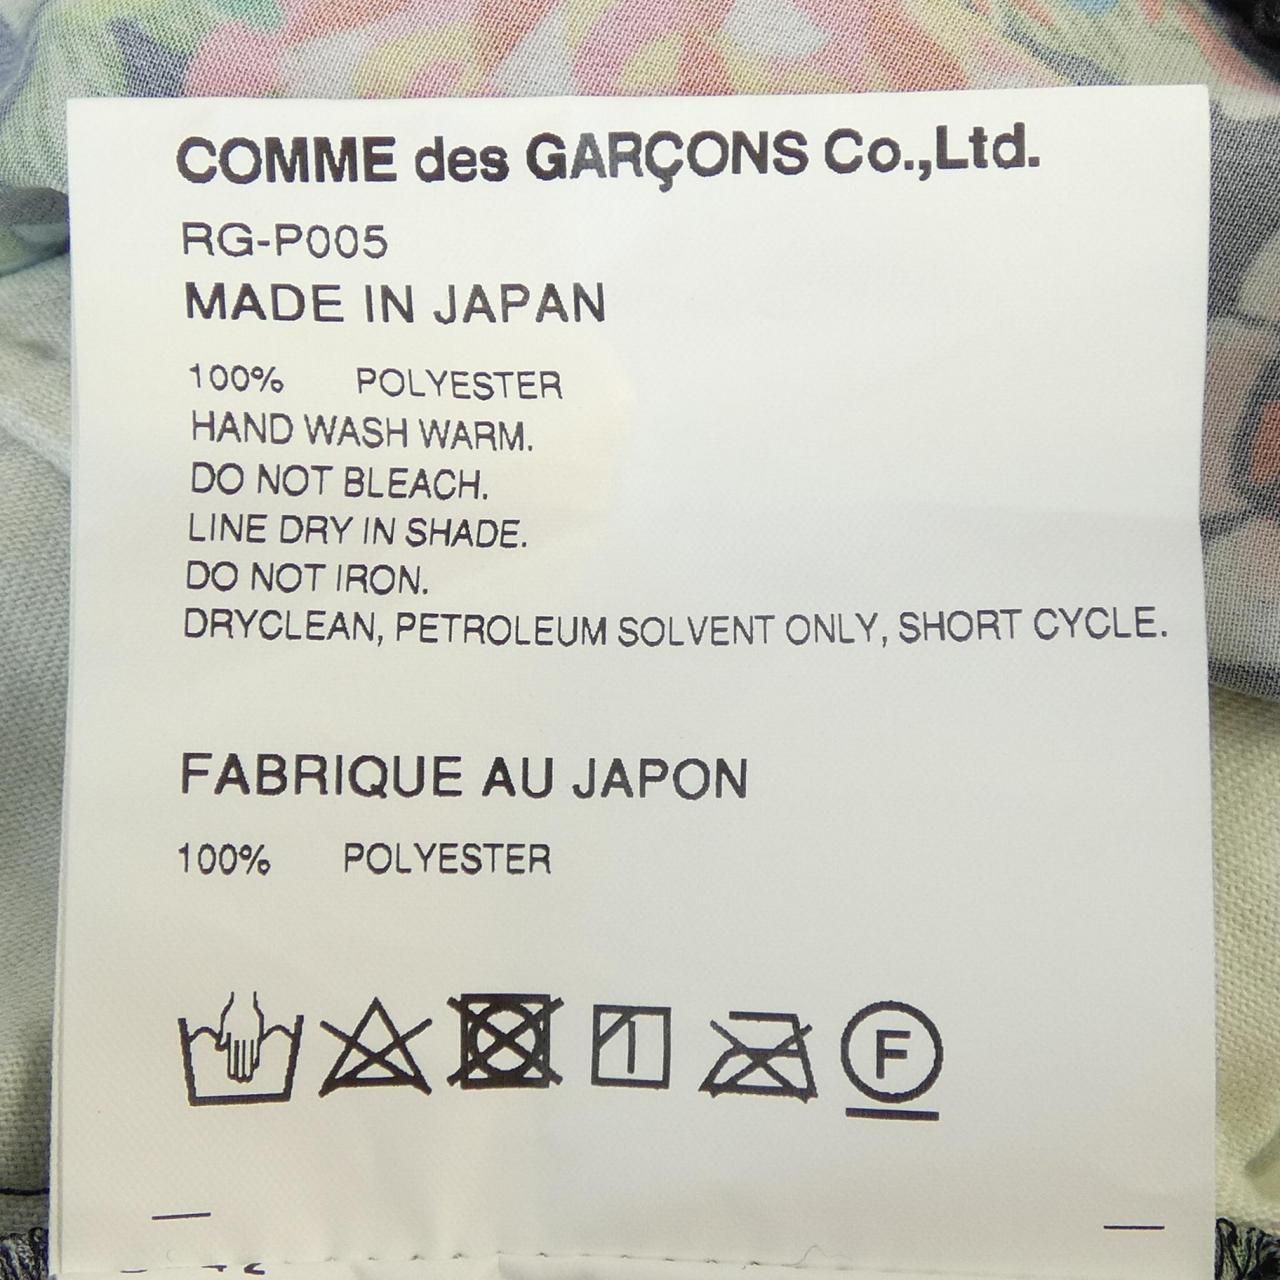 COMME des GARÇONS Co.,Ltd.
RG-P005
MADE IN JAPAN
100% POLYESTER
HAND WASH WARM.
DO NOT BLEACH.
LINE DRY IN SHADE.
DO NOT IRON.
DRYCLEAN, PETROLEUM SOLVENT ONLY, SHORT CYCLE.
FABRIQUE AU JAPON
100% POLYESTER
F